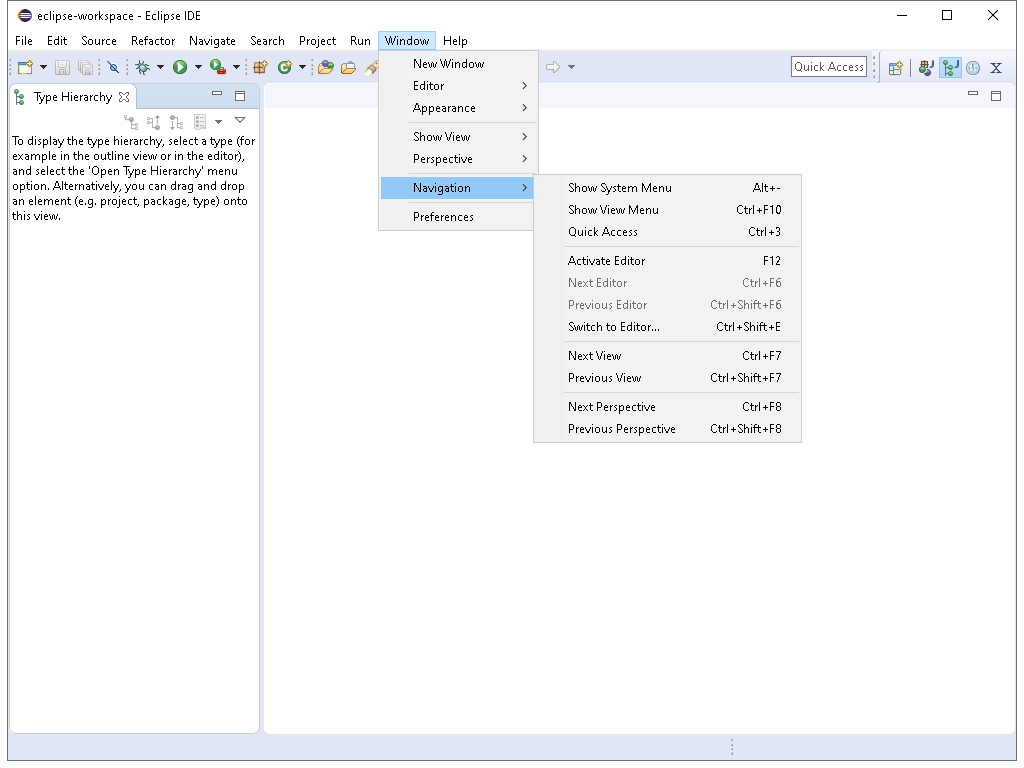 eclipse-workspace - Eclipse IDE
File Edit Source Refactor Navigate Search Project Run Window Help
Quick Access
Type Hierarchy
To display the type hierarchy, select a type (for
example in the outline view or in the editor),
and select the 'Open Type Hierarchy' menu
option. Alternatively, you can drag and drop
an element (e.g. project, package, type) onto
this view.
New Window
Editor
Appearance
Show View
Perspective
Navigation
Preferences
Show System Menu Alt+-
Show View Menu Ctrl+F10
Quick Access Ctrl+3
Activate Editor F12
Next Editor Ctrl+F6
Previous Editor Ctrl+Shift+F6
Switch to Editor... Ctrl+Shift+E
Next View Ctrl+F7
Previous View Ctrl+Shift+F7
Next Perspective Ctrl+F8
Previous Perspective Ctrl+Shift+F8